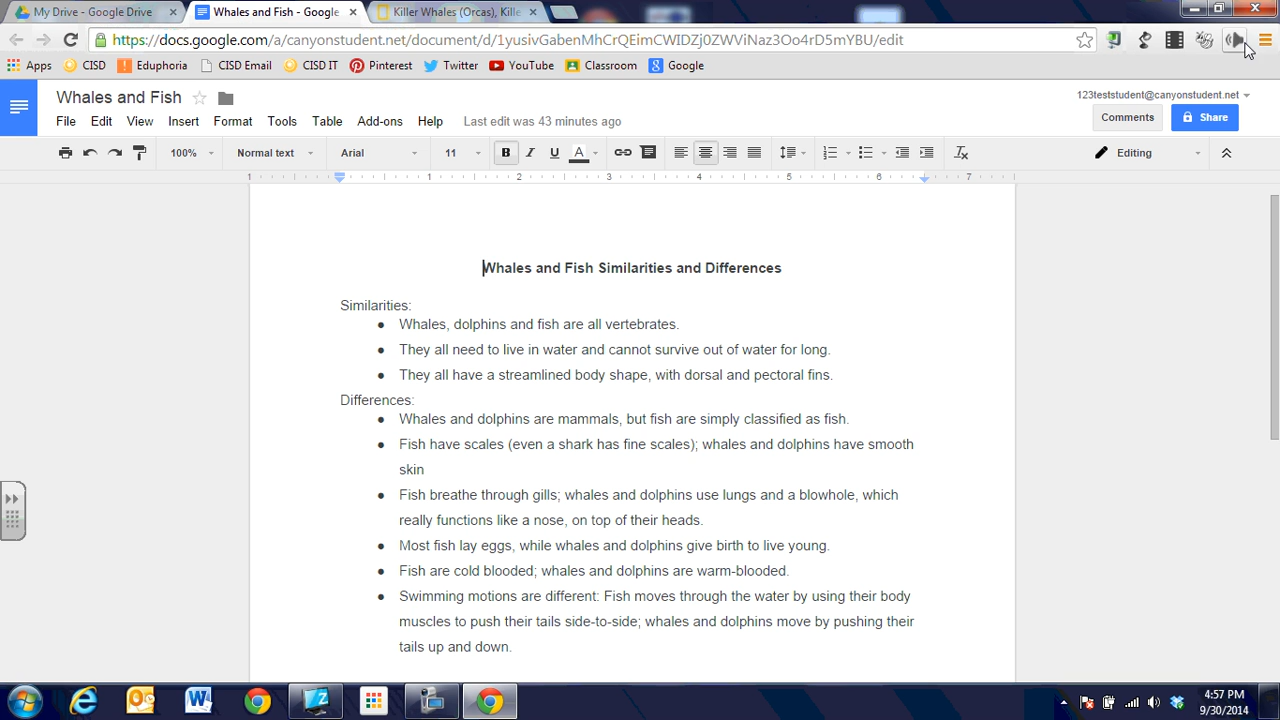 My Drive - Google Drive
Whales and Fish - Google
Killer Whales (Orcas), Kille
https://docs.google.com/a/canyonstudent.net/document/d/1yusivGabenMhCrQEimCWIDZj0ZWViNaz3Oo4rD5mYBU/edit
Apps CISD Eduphoria CISD Email CISD IT Pinterest Twitter YouTube Classroom Google
Whales and Fish
123teststudent@canyonstudent.net
File Edit View Insert Format Tools Table Add-ons Help Last edit was 43 minutes ago
Comments Share
100% Normal text Arial 11 B I U A Editing
1 1 2 3 4 5 6 7
Whales and Fish Similarities and Differences
Similarities:
● Whales, dolphins and fish are all vertebrates.
● They all need to live in water and cannot survive out of water for long.
● They all have a streamlined body shape, with dorsal and pectoral fins.
Differences:
● Whales and dolphins are mammals, but fish are simply classified as fish.
● Fish have scales (even a shark has fine scales); whales and dolphins have smooth
skin
● Fish breathe through gills; whales and dolphins use lungs and a blowhole, which
really functions like a nose, on top of their heads.
● Most fish lay eggs, while whales and dolphins give birth to live young.
● Fish are cold blooded; whales and dolphins are warm-blooded.
● Swimming motions are different: Fish moves through the water by using their body
muscles to push their tails side-to-side; whales and dolphins move by pushing their
tails up and down.
4:57 PM
9/30/2014